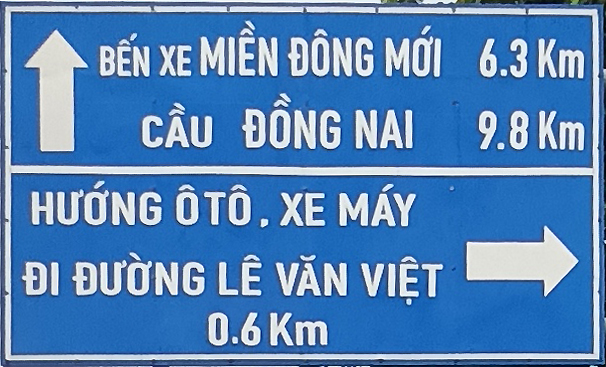 BẾN XE MIỀN ĐÔNG MỚI 6.3 Km
CẦU ĐỒNG NAI 9.8 Km
HƯỚNG ÔTÔ, XE MÁY
ĐI ĐƯỜNG LÊ VĂN VIỆT
0.6 Km